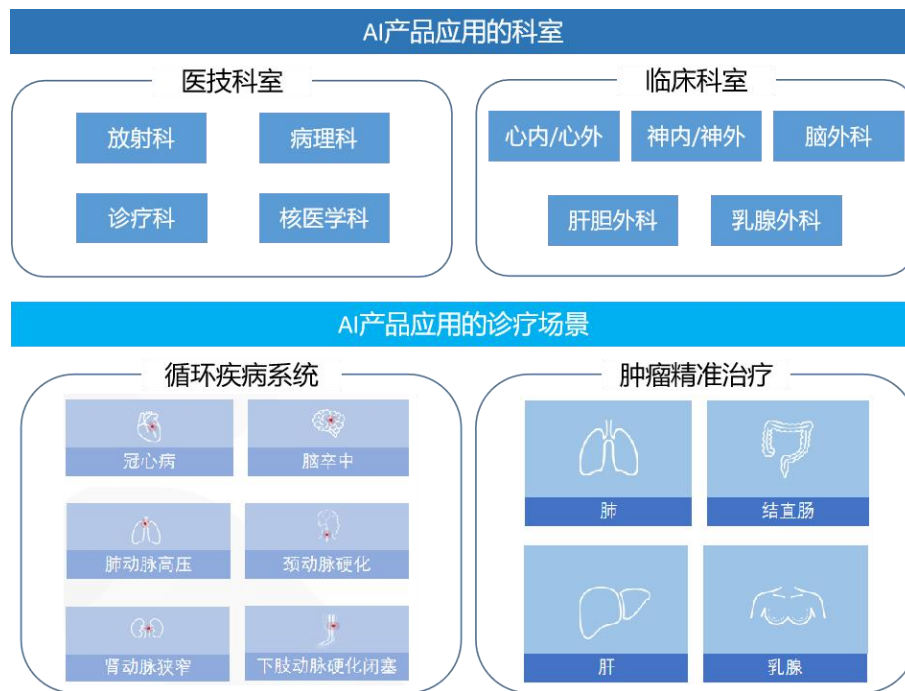 AI产品应用的科室
医技科室
放射科
病理科
诊疗科
核医学科
临床科室
心内/心外
神内/神外
脑外科
肝胆外科
乳腺外科
AI产品应用的诊疗场景
循环疾病系统
冠心病
脑卒中
肺动脉高压
颈动脉硬化
肾动脉狭窄
下肢动脉硬化闭塞
肿瘤精准治疗
肺
结直肠
肝
乳腺